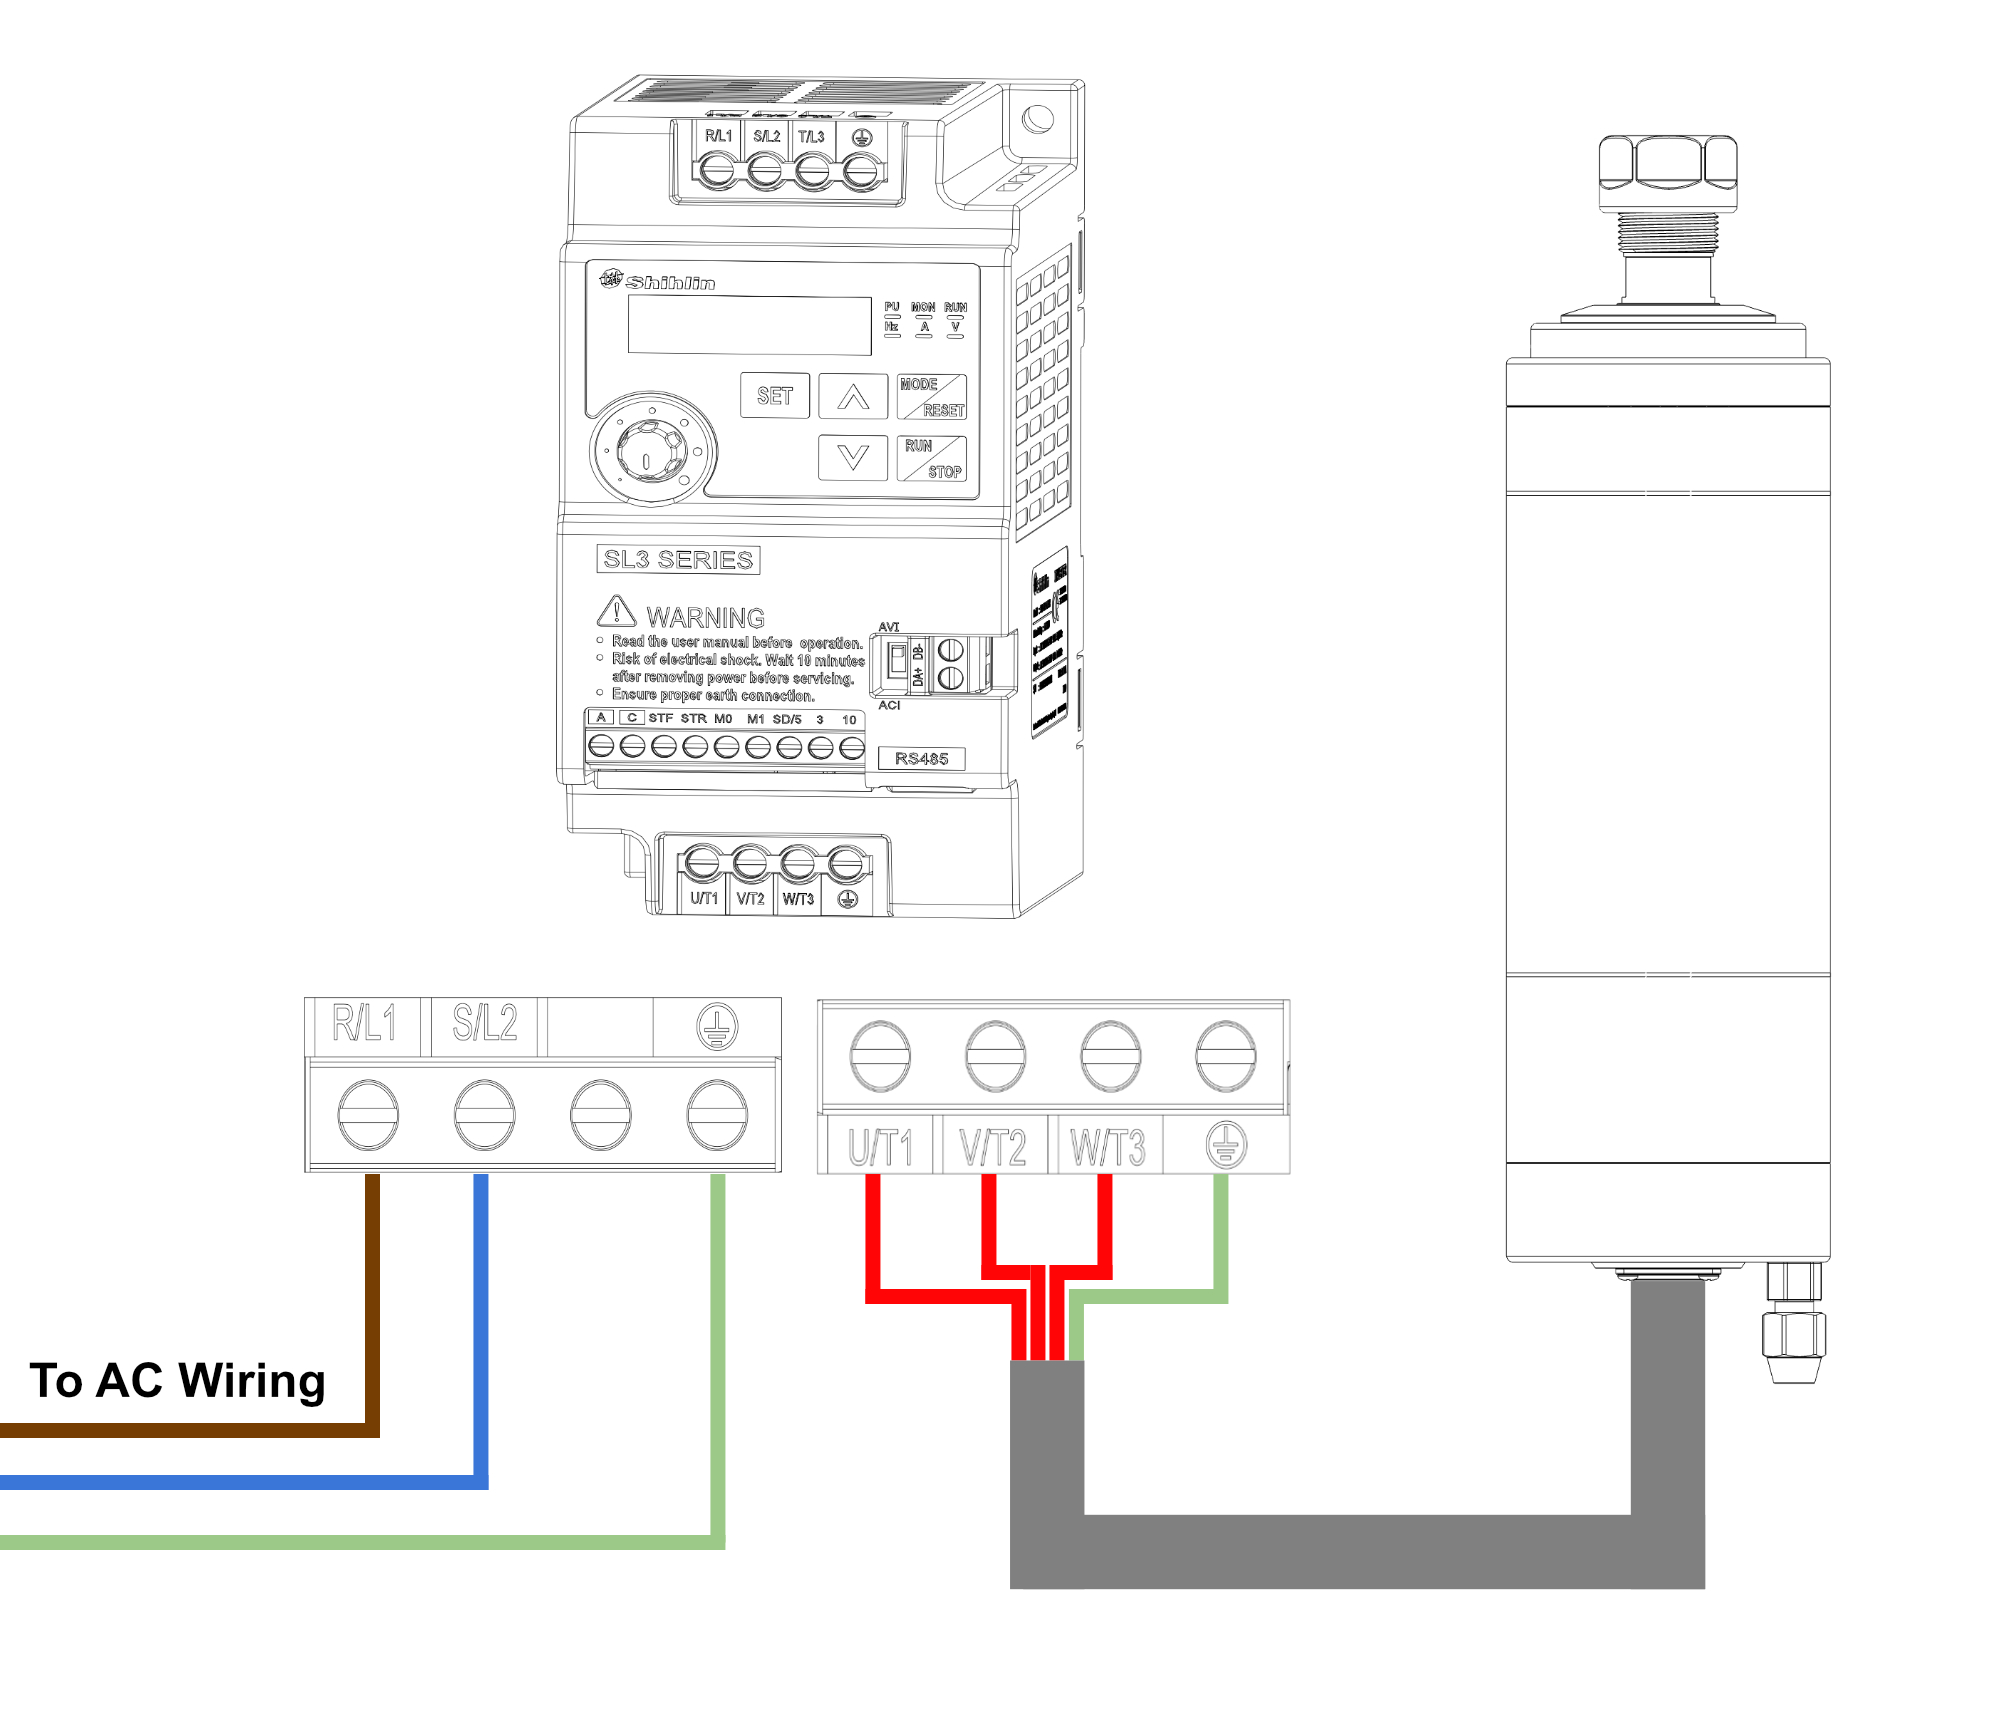 R/L1 S/L2 T/L3
Shihlin
PU MON RUN
Hz A V
SET
MODE
RESET
RUN
STOP
SL3 SERIES
WARNING
Read the user manual before operation.
Risk of electrical shock. Wait 10 minutes
after removing power before servicing.
Ensure proper earth connection.
AVI
DB-
DA+
ACI
A C STF STR M0 M1 SD/5 3 10
RS485
U/T1 V/T2 W/T3
R/L1 S/L2
U/T1 V/T2 W/T3
To AC Wiring